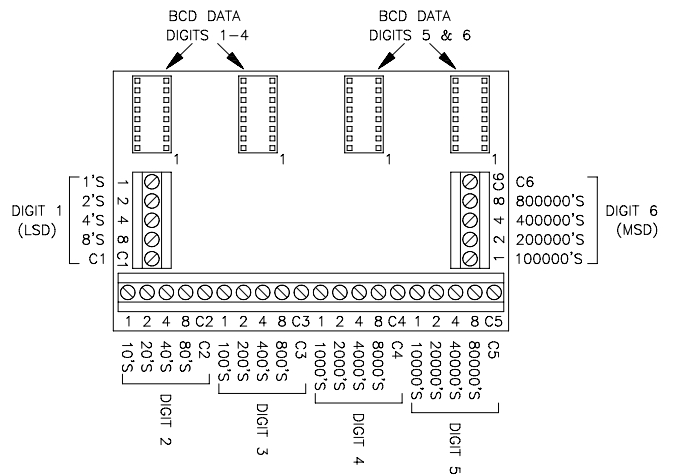 BCD DATA
DIGITS 1-4
BCD DATA
DIGITS 5 & 6
1
1
1
1
DIGIT 1
(LSD)
1'S
2'S
4'S
8'S
C1
1
2
4
8
C1
C6
8
4
2
1
C6
800000'S
400000'S
200000'S
100000'S
DIGIT 6
(MSD)
1 2 4 8 C2 1 2 4 8 C3 1 2 4 8 C4 1 2 4 8 C5
10'S
20'S
40'S
80'S
C2
100'S
200'S
400'S
800'S
C3
1000'S
2000'S
4000'S
8000'S
C4
10000'S
20000'S
40000'S
80000'S
C5
DIGIT 2
DIGIT 3
DIGIT 4
DIGIT 5